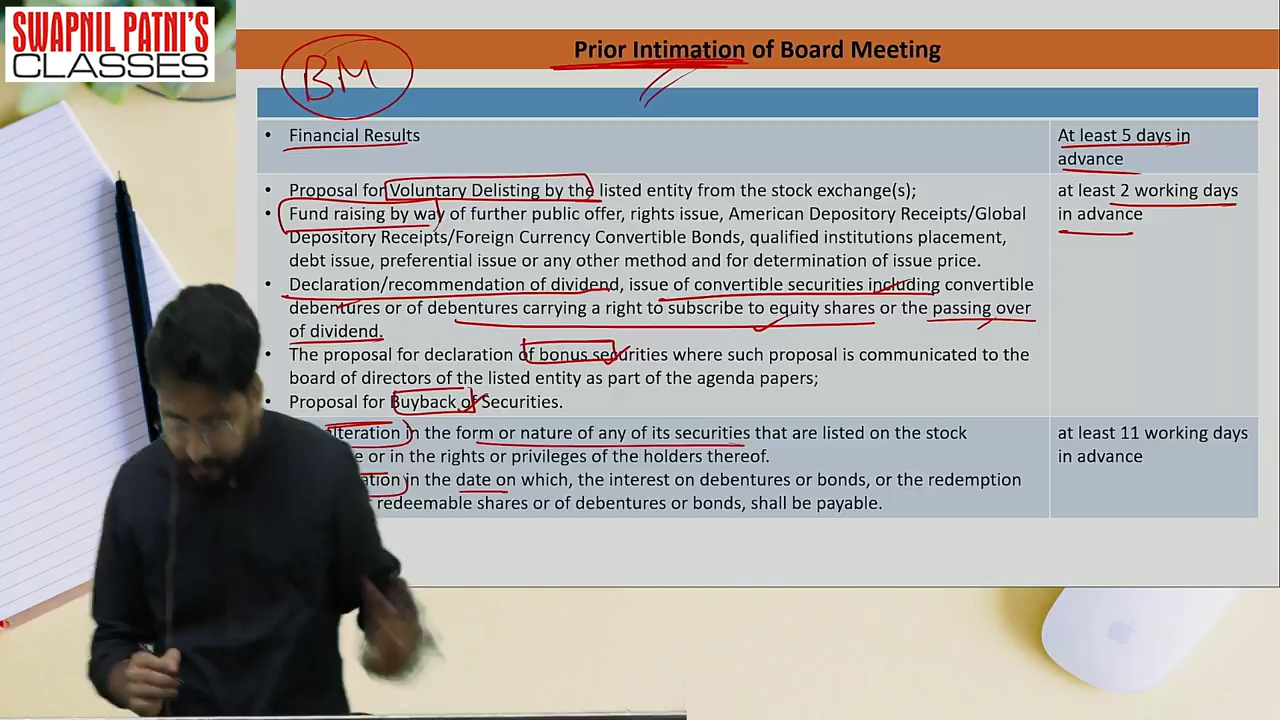 SWAPNIL PATNI'S
CLASSES
Prior Intimation of Board Meeting
BM
• Financial Results
At least 5 days in
advance
• Proposal for Voluntary Delisting by the listed entity from the stock exchange(s);
• Fund raising by way of further public offer, rights issue, American Depository Receipts/Global
Depository Receipts/Foreign Currency Convertible Bonds, qualified institutions placement,
debt issue, preferential issue or any other method and for determination of issue price.
• Declaration/recommendation of dividend, issue of convertible securities including convertible
debentures or of debentures carrying a right to subscribe to equity shares or the passing over
of dividend.
• The proposal for declaration of bonus securities where such proposal is communicated to the
board of directors of the listed entity as part of the agenda papers;
• Proposal for Buyback of Securities.
at least 2 working days
in advance
alteration in the form or nature of any of its securities that are listed on the stock
or in the rights or privileges of the holders thereof.
in the date on which, the interest on debentures or bonds, or the redemption
redeemable shares or of debentures or bonds, shall be payable.
at least 11 working days
in advance